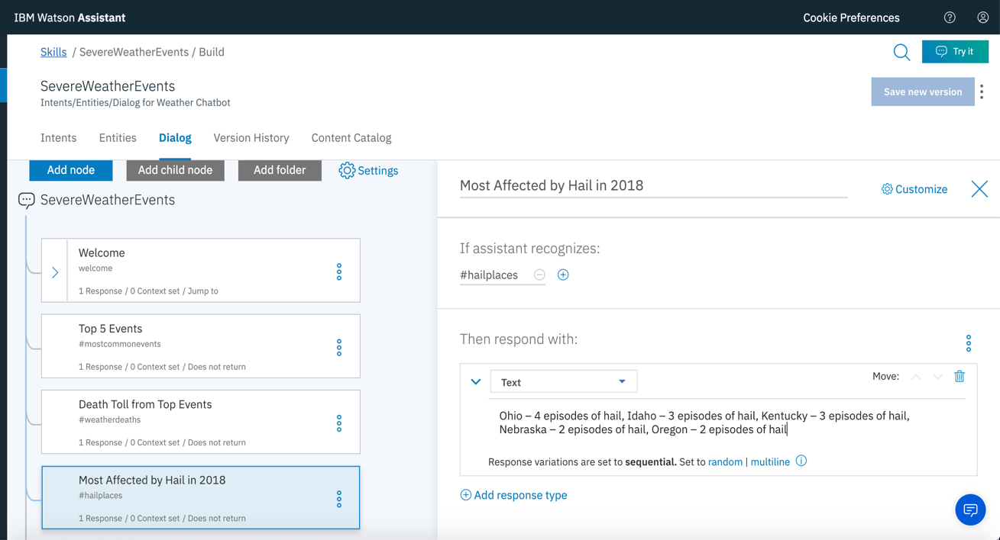 IBM Watson Assistant
Cookie Preferences
Skills / SevereWeatherEvents / Build
Try it
SevereWeatherEvents
Intents/Entities/Dialog for Weather Chatbot
Save new version
Intents Entities Dialog Version History Content Catalog
Add node Add child node Add folder Settings
SevereWeatherEvents
Welcome
welcome
1 Response / 0 Context set / Jump to
Top 5 Events
#mostcommonevents
1 Response / 0 Context set / Does not return
Death Toll from Top Events
#weatherdeaths
1 Response / 0 Context set / Does not return
Most Affected by Hail in 2018
#hailplaces
1 Response / 0 Context set / Does not return
Most Affected by Hail in 2018
Customize
If assistant recognizes:
#hailplaces
Then respond with:
Text
Move:
Ohio – 4 episodes of hail, Idaho – 3 episodes of hail, Kentucky – 3 episodes of hail,
Nebraska – 2 episodes of hail, Oregon – 2 episodes of hail
Response variations are set to sequential. Set to random | multiline
Add response type